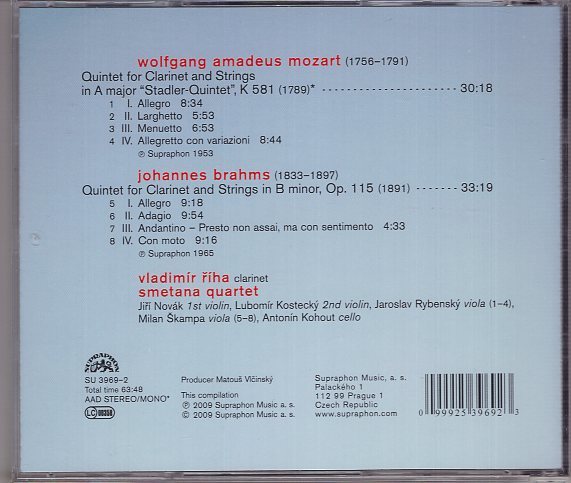 wolfgang amadeus mozart (1756–1791)
Quintet for Clarinet and Strings
in A major "Stadler-Quintet", K 581 (1789)* - - - - - - - - - - - - - - - - - - - - - - 30:18
1 I. Allegro 8:34
2 II. Larghetto 5:53
3 III. Menuetto 6:53
4 IV. Allegretto con variazioni 8:44
℗ Supraphon 1953
johannes brahms (1833–1897)
Quintet for Clarinet and Strings in B minor, Op. 115 (1891) - - - - - - - 33:19
5 I. Allegro 9:18
6 II. Adagio 9:54
7 III. Andantino – Presto non assai, ma con sentimento 4:33
8 IV. Con moto 9:16
℗ Supraphon 1965
vladimír říha clarinet
smetana quartet
Jiří Novák 1st violin, Lubomír Kostecký 2nd violin, Jaroslav Rybenský viola (1–4),
Milan Škampa viola (5–8), Antonín Kohout cello
SUPRAPHON
SU 3969–2
Total time 63:48
AAD STEREO/MONO*
LC 00358
Producer Matouš Vlčinský
This compilation
℗ 2009 Supraphon Music a. s.
© 2009 Supraphon Music a. s.
Supraphon Music, a. s.
Palackého 1
112 99 Prague 1
Czech Republic
www.supraphon.com
0 99925 39692 3